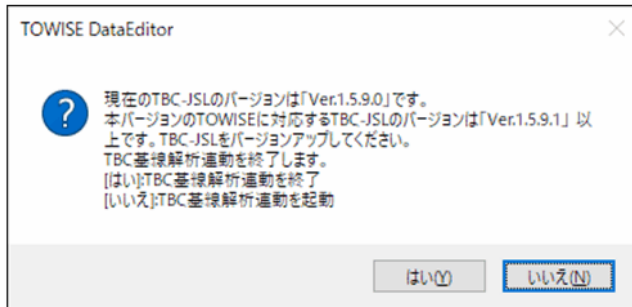 TOWISE DataEditor
現在のTBC-JSLのバージョンは「Ver.1.5.9.0」です。
本バージョンのTOWISEに対応するTBC-JSLのバージョンは「Ver.1.5.9.1」 以
上です。TBC-JSLをバージョンアップしてください。
TBC基線解析連動を終了します。
[はい]:TBC基線解析連動を終了
[いいえ]:TBC基線解析連動を起動
はい(Y)
いいえ(N)